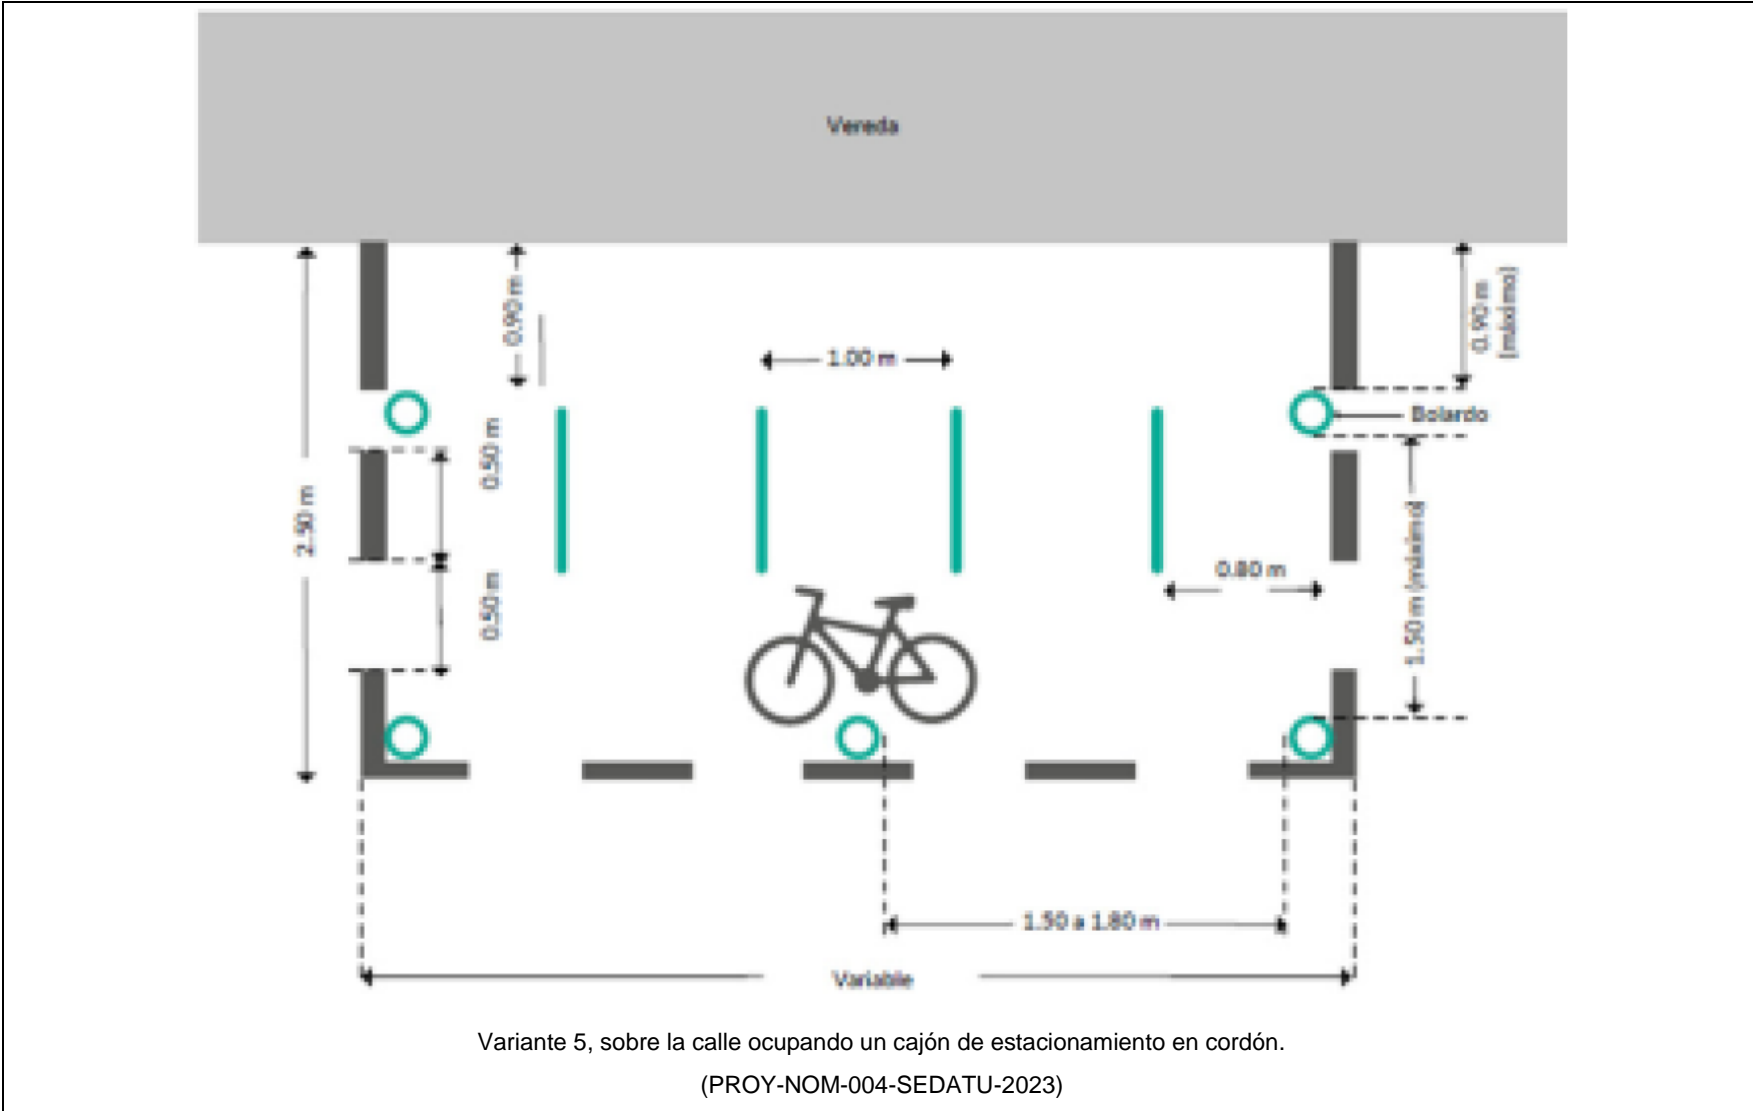 Vereda
0.90 m
0.90 m
(máximo)
1.00 m
Bolardo
0.50 m
2.50 m
0.80 m
1.50 m (máximo)
0.50 m
1.50 a 1.80 m
Variable
Variante 5, sobre la calle ocupando un cajón de estacionamiento en cordón.
(PROY-NOM-004-SEDATU-2023)